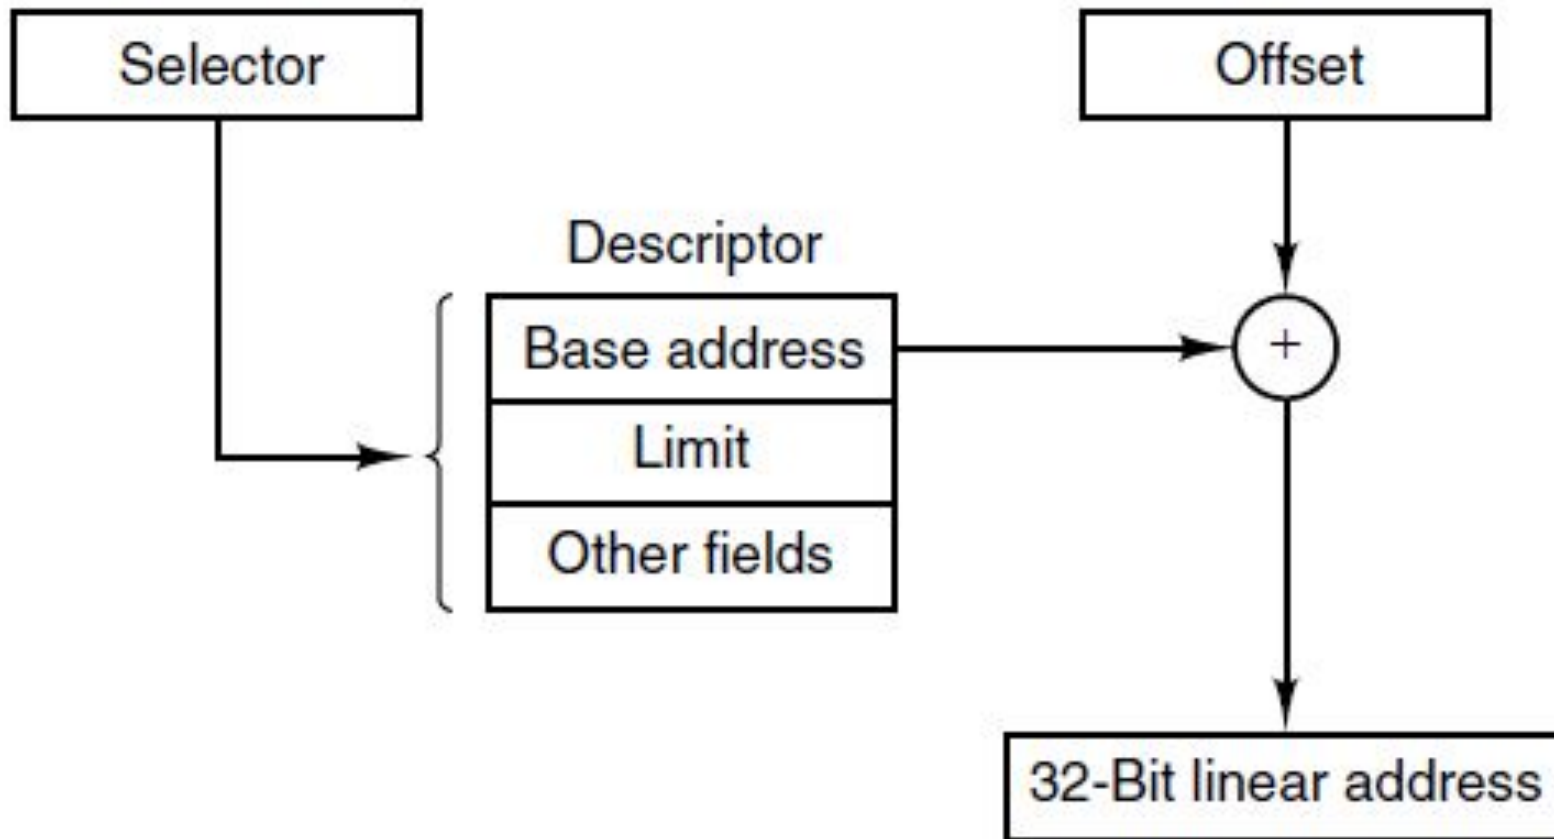 Selector
Offset
Descriptor
Base address
+
Limit
Other fields
32-Bit linear address